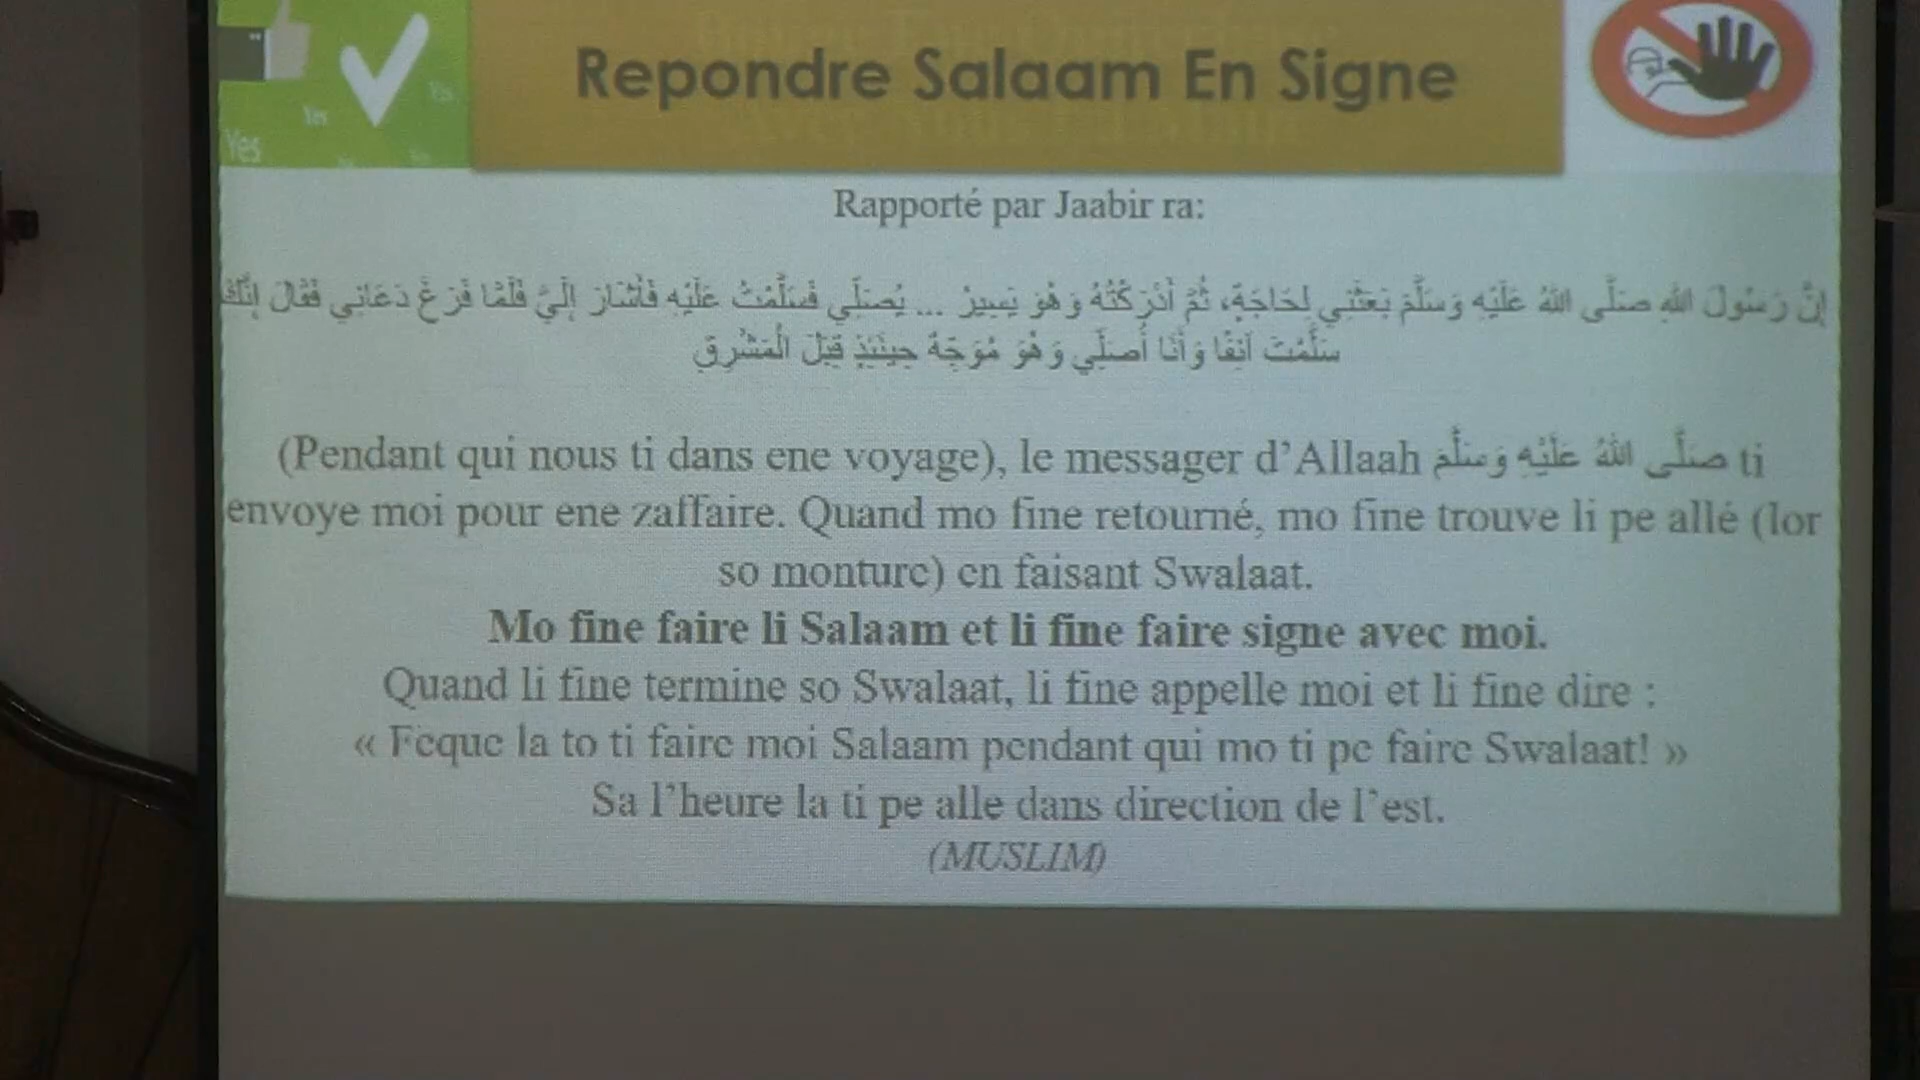 Repondre Salaam En Signe
Yes
Yes
Rapporté par Jaabir ra:
إِنَّ رَسُولَ اللهِ صَلَّى اللهُ عَلَيْهِ وَسَلَّمَ بَعَثَنِي لِحَاجَةٍ، ثُمَّ أَدْرَكْتُهُ وَهُوَ يَسِيرُ ... يُصَلِّي فَسَلَّمْتُ عَلَيْهِ فَأَشَارَ إِلَيَّ فَلَمَّا فَرَغَ دَعَانِي فَقَالَ إِنَّكَ
سَلَّمْتَ آنِفًا وَأَنَا أُصَلِّي وَهُوَ مُوَجِّهٌ حِينَئِذٍ قِبَلَ الْمَشْرِقِ
(Pendant qui nous ti dans ene voyage), le messager d’Allaah صَلَّى اللهُ عَلَيْهِ وَسَلَّمَ ti
envoye moi pour ene zaffaire. Quand mo fine retourné, mo fine trouve li pe allé (lor
so monture) en faisant Swalaat.
Mo fine faire li Salaam et li fine faire signe avec moi.
Quand li fine termine so Swalaat, li fine appelle moi et li fine dire :
« Feque la to ti faire moi Salaam pendant qui mo ti pe faire Swalaat! »
Sa l’heure la ti pe alle dans direction de l’est.
(MUSLIM)